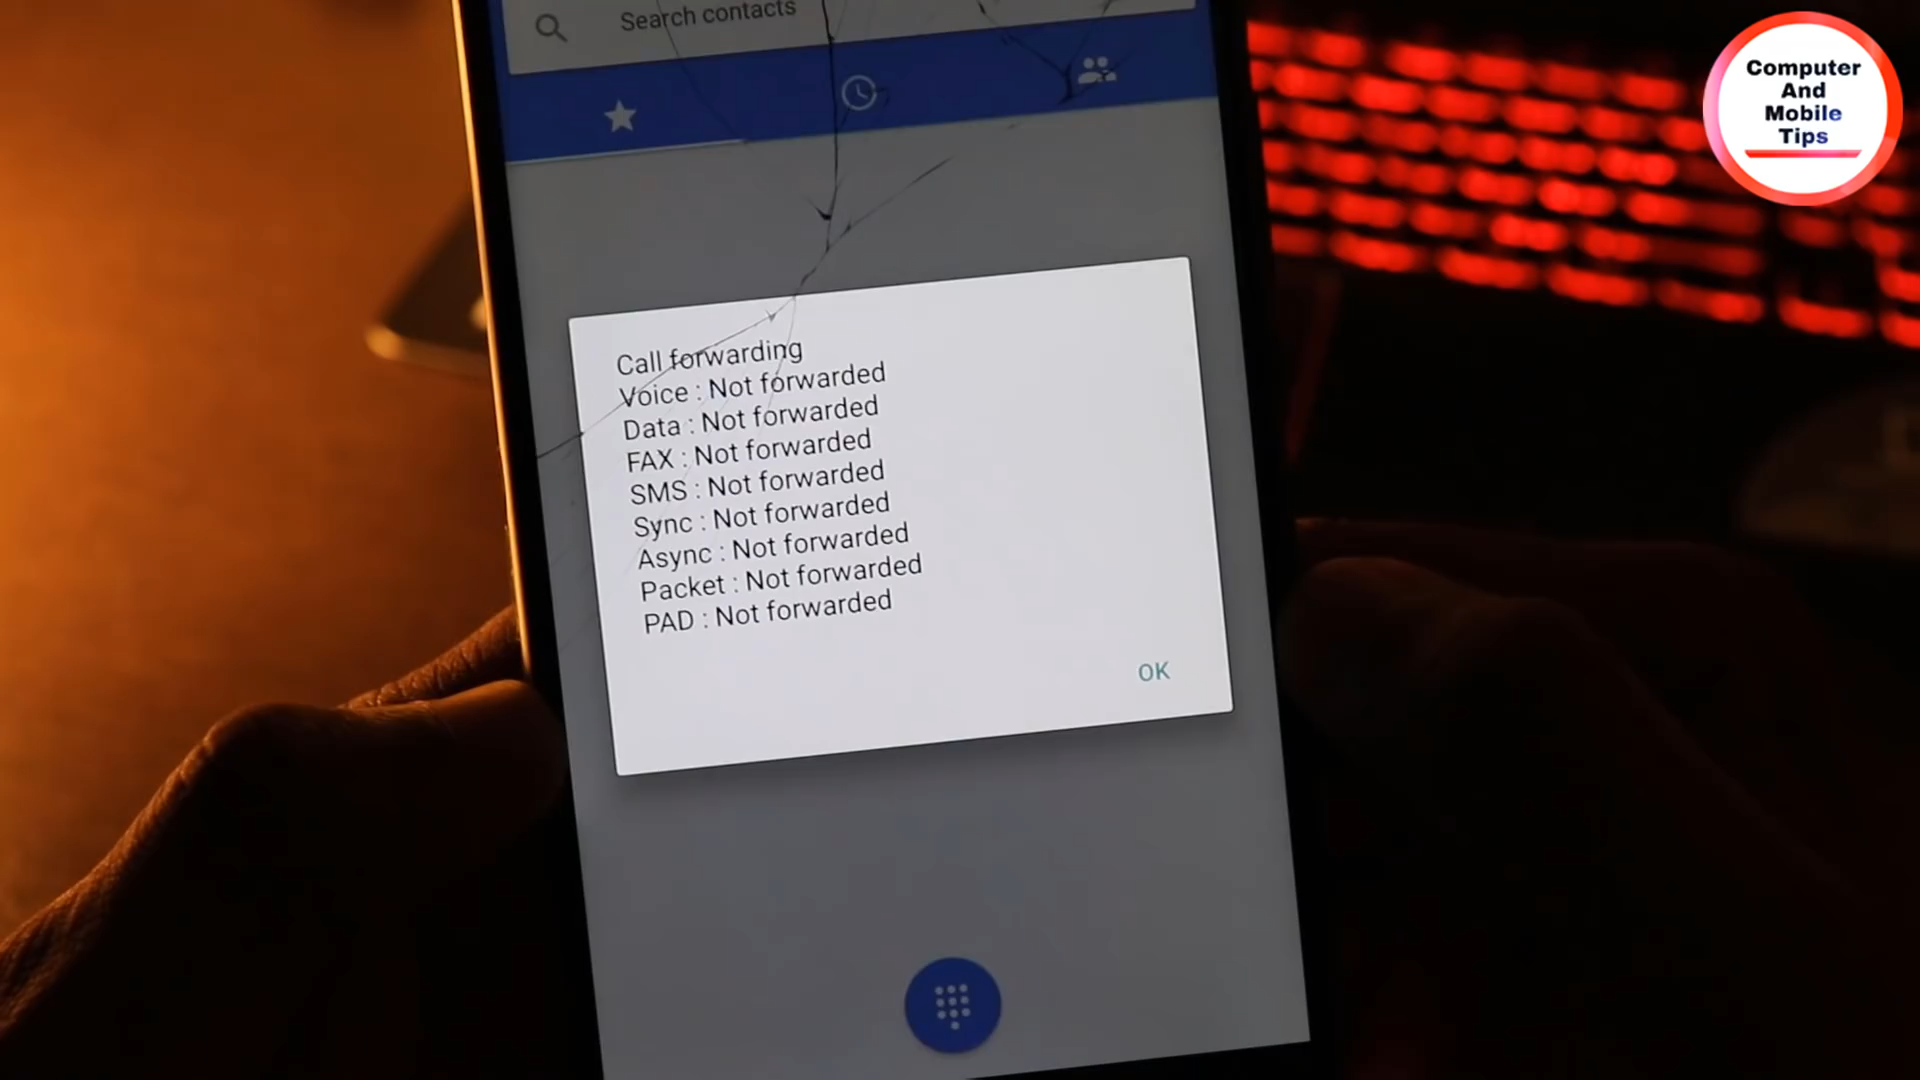 Search contacts
Computer
And
Mobile
Tips
Call forwarding
Voice : Not forwarded
Data : Not forwarded
FAX : Not forwarded
SMS : Not forwarded
Sync : Not forwarded
Async : Not forwarded
Packet : Not forwarded
PAD : Not forwarded
OK